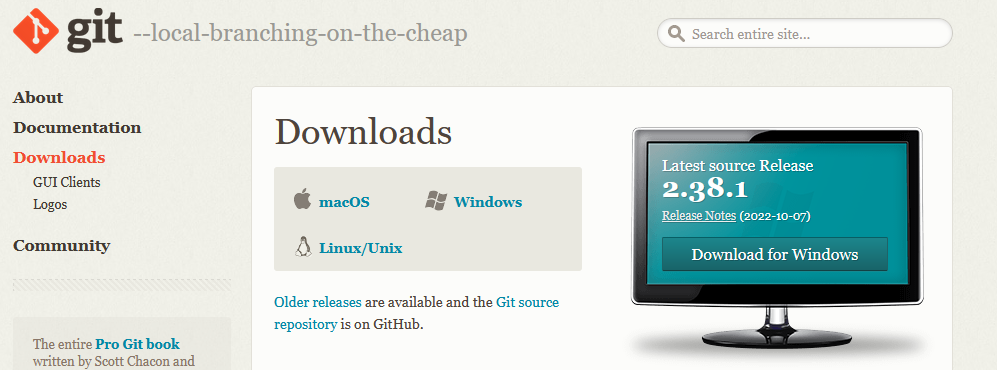 git --local-branching-on-the-cheap
Search entire site...
About
Documentation
Downloads
GUI Clients
Logos
Community
The entire Pro Git book
written by Scott Chacon and
Downloads
macOS
Windows
Linux/Unix
Older releases are available and the Git source
repository is on GitHub.
Latest source Release
2.38.1
Release Notes (2022-10-07)
Download for Windows